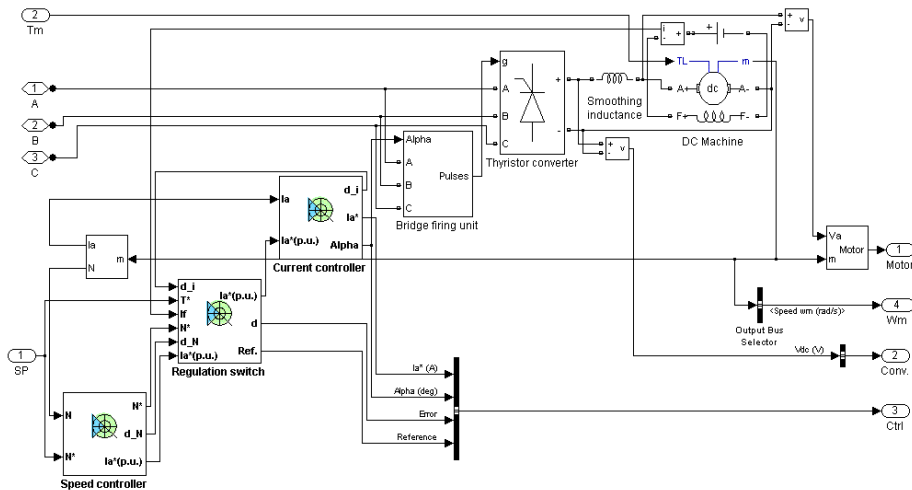 2
Tm
1
A
2
B
3
C
i
+
-
+
+
-
v
TL
m
dc
A+
A-
F+
F-
DC Machine
g
A
B
C
+
-
Thyristor converter
Smoothing
inductance
+
-
v
Alpha
A
B
C
Pulses
Bridge firing unit
Ia
Ia*(p.u.)
d_i
Ia*
Alpha
Current controller
Ia
N
m
d_i
T*
If
N*
d_N
Ia*(p.u.)
Ia*(p.u.)
d
Ref.
Regulation switch
1
SP
N
N*
N*
d_N
Ia*(p.u.)
Speed controller
Ia* (A)
Alpha (deg)
Error
Reference
Va
m
Motor
1
Motor
<Speed wm (rad/s)>
Output Bus
Selector
4
Wm
Vdc (V)
2
Conv.
3
Ctrl